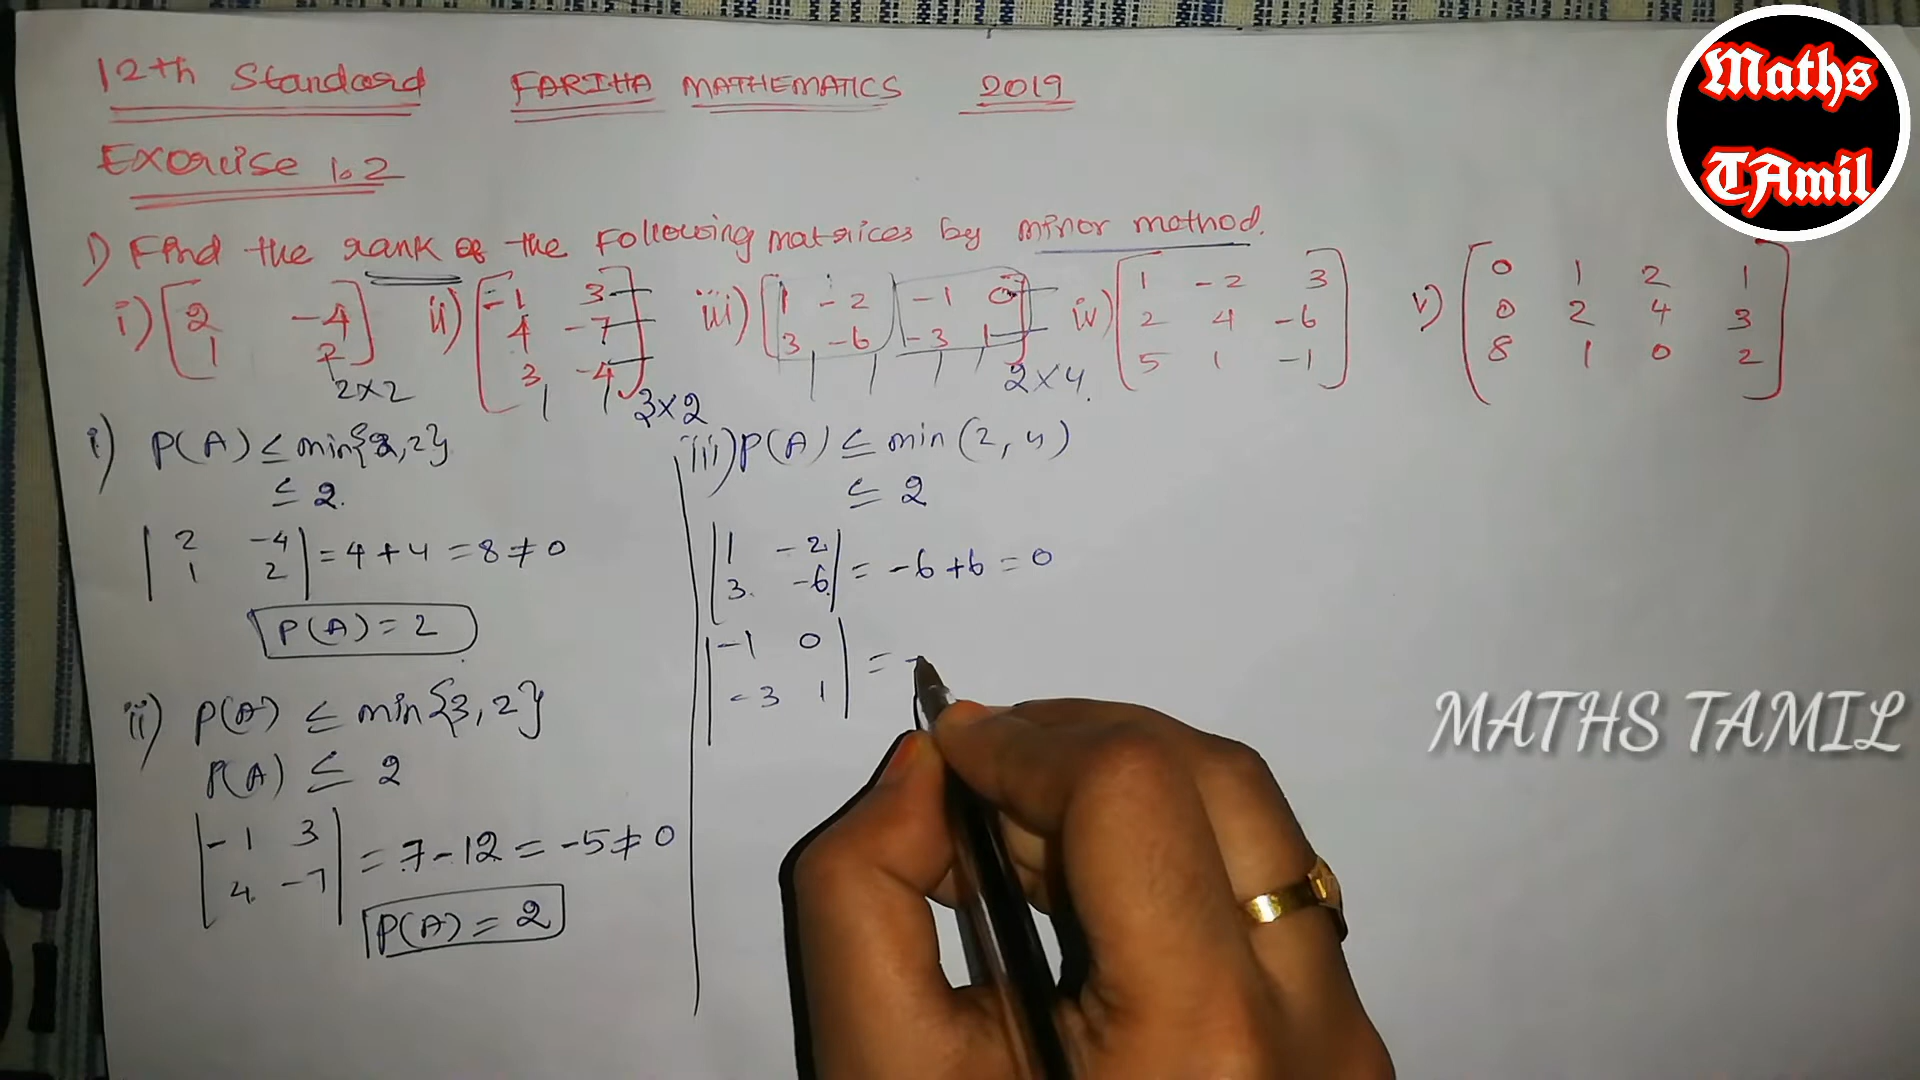 Maths
TAmil
12th Standard FARITHA MATHEMATICS 2019
Exercise 1.2
1) Find the rank of the following matrices by minor method.
i) [2 -4
1 2] 2×2
ii) [-1 3
4 -7
3 -4] 3×2
iii) [1 -2 -1 0
3 -6 -3 1] 2×4.
iv) [1 -2 3
2 4 -6
5 1 -1]
v) [0 1 2 1
0 2 4 3
8 1 0 2]
i) P(A) ≤ min{2,2}
≤ 2.
|2 -4
1 2| = 4+4 = 8 ≠ 0
P(A) = 2
ii) P(A) ≤ min{3,2}
P(A) ≤ 2
|-1 3
4 -7| = 7-12 = -5 ≠ 0
P(A) = 2
iii) P(A) ≤ min(2,4)
≤ 2
|1 -2
3 -6| = -6+6 = 0
|-1 0
-3 1| = -
MATHS TAMIL